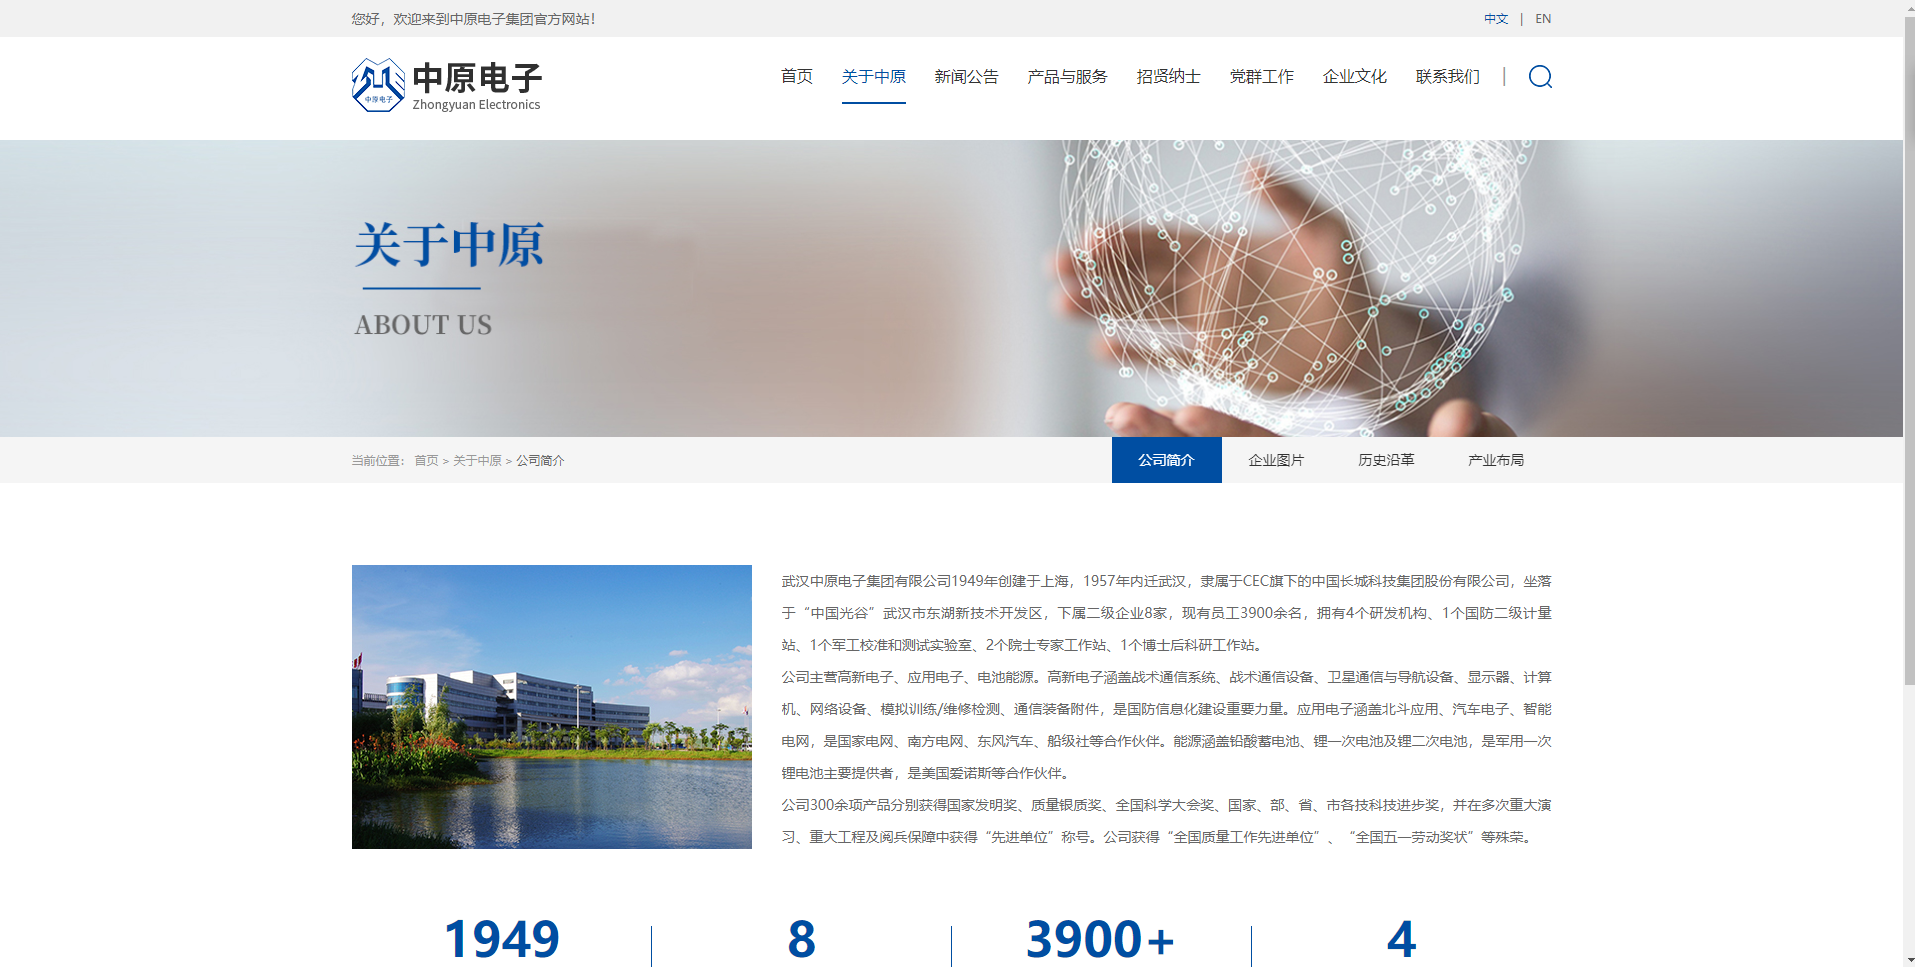 您好，欢迎来到中原电子集团官方网站！
中文 | EN
中原电子
Zhongyuan Electronics
中原电子
首页 关于中原 新闻公告 产品与服务 招贤纳士 党群工作 企业文化 联系我们 |
关于中原
ABOUT US
当前位置： 首页 > 关于中原 > 公司简介
公司简介 企业图片 历史沿革 产业布局
武汉中原电子集团有限公司1949年创建于上海，1957年内迁武汉，隶属于CEC旗下的中国长城科技集团股份有限公司，坐落
于“中国光谷”武汉市东湖新技术开发区，下属二级企业8家，现有员工3900余名，拥有4个研发机构、1个国防二级计量
站、1个军工校准和测试实验室、2个院士专家工作站、1个博士后科研工作站。
公司主营高新电子、应用电子、电池能源。高新电子涵盖战术通信系统、战术通信设备、卫星通信与导航设备、显示器、计算
机、网络设备、模拟训练/维修检测、通信装备附件，是国防信息化建设重要力量。应用电子涵盖北斗应用、汽车电子、智能
电网，是国家电网、南方电网、东风汽车、船级社等合作伙伴。能源涵盖铅酸蓄电池、锂一次电池及锂二次电池，是军用一次
锂电池主要提供者，是美国爱诺斯等合作伙伴。
公司300余项产品分别获得国家发明奖、质量银质奖、全国科学大会奖、国家、部、省、市各技科技进步奖，并在多次重大演
习、重大工程及阅兵保障中获得“先进单位”称号。公司获得“全国质量工作先进单位”、“全国五一劳动奖状”等殊荣。
1949 8 3900+ 4